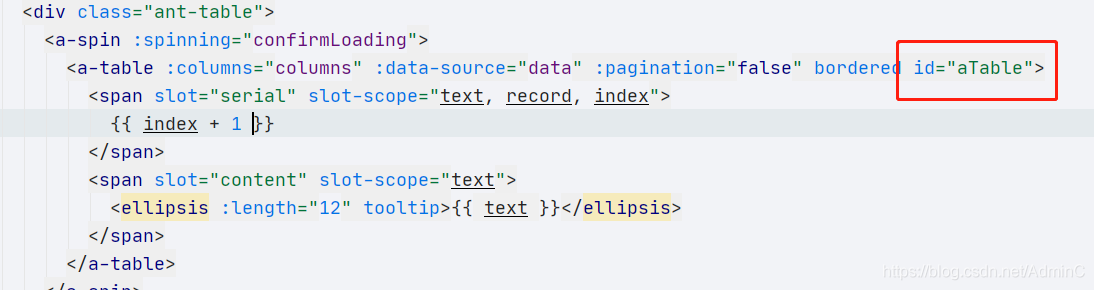 <div class="ant-table">
<a-spin :spinning="confirmLoading">
<a-table :columns="columns" :data-source="data" :pagination="false" bordered id="aTable">
<span slot="serial" slot-scope="text, record, index">
{{ index + 1 }}
</span>
<span slot="content" slot-scope="text">
<ellipsis :length="12" tooltip>{{ text }}</ellipsis>
</span>
</a-table>
</a-spin>
https://blog.csdn.net/AdminC